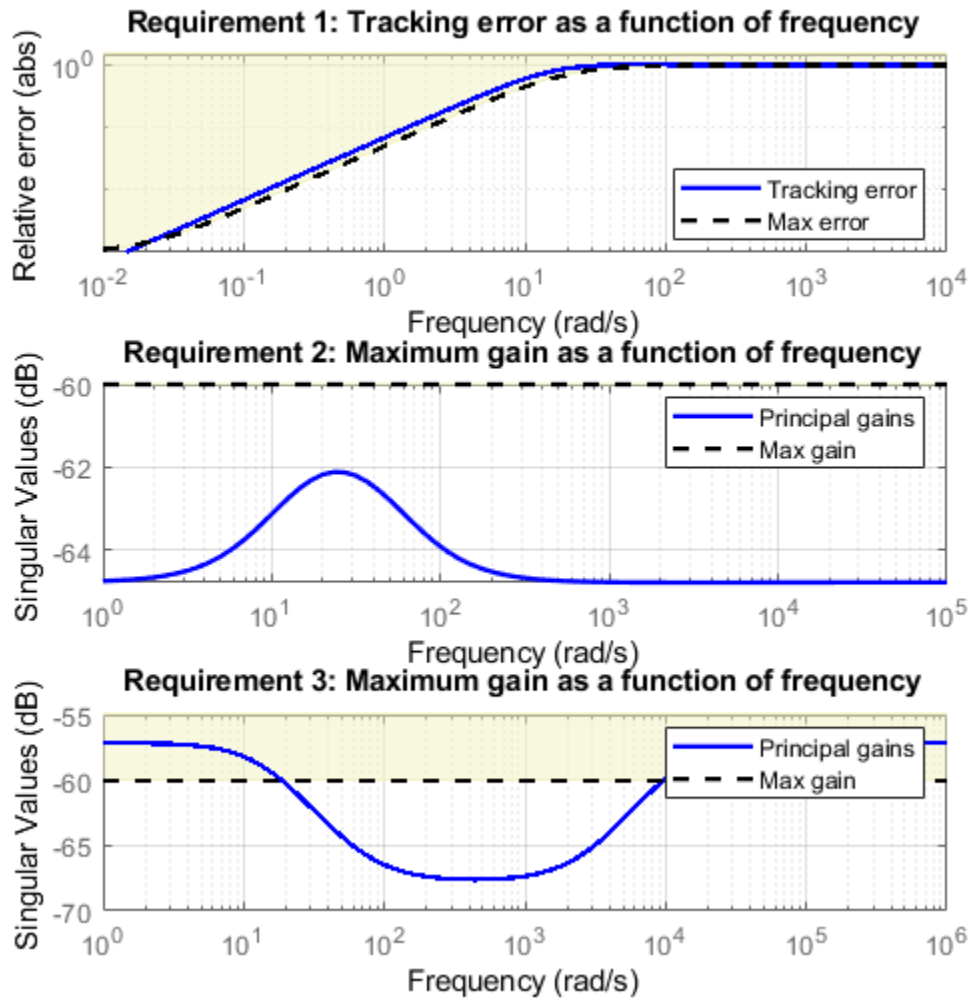 Requirement 1: Tracking error as a function of frequency
Relative error (abs)
10^0
Tracking error
Max error
10^-2 10^-1 10^0 10^1 10^2 10^3 10^4
Frequency (rad/s)
Requirement 2: Maximum gain as a function of frequency
Singular Values (dB)
-60
-62
-64
Principal gains
Max gain
10^0 10^1 10^2 10^3 10^4 10^5
Frequency (rad/s)
Requirement 3: Maximum gain as a function of frequency
Singular Values (dB)
-55
-60
-65
-70
Principal gains
Max gain
10^0 10^1 10^2 10^3 10^4 10^5 10^6
Frequency (rad/s)